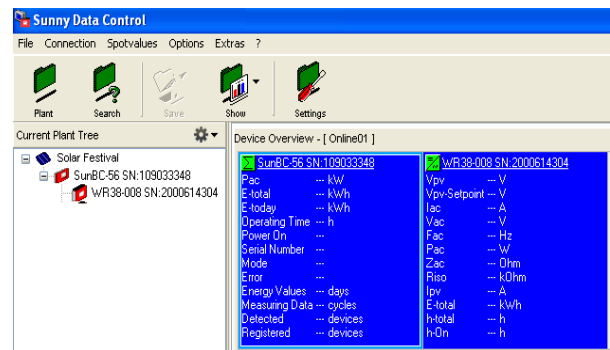 Sunny Data Control
File Connection Spotvalues Options Extras ?
Plant Search Save Show Settings
Current Plant Tree
Solar Festival
SunBC-56 SN:109033348
WR38-008 SN:2000614304
Device Overview - [ Online01 ]
SunBC-56 SN:109033348
Pac --- kW
E-total --- kWh
E-today --- kWh
Operating Time --- h
Power On ---
Serial Number ---
Mode ---
Error ---
Energy Values --- days
Measuring Data --- cycles
Detected --- devices
Registered --- devices
WR38-008 SN:2000614304
Vpv --- V
Vpv-Setpoint --- V
Iac --- A
Vac --- V
Fac --- Hz
Pac --- W
Zac --- Ohm
Riso --- kOhm
Ipv --- A
E-total --- kWh
h-total --- h
h-On --- h